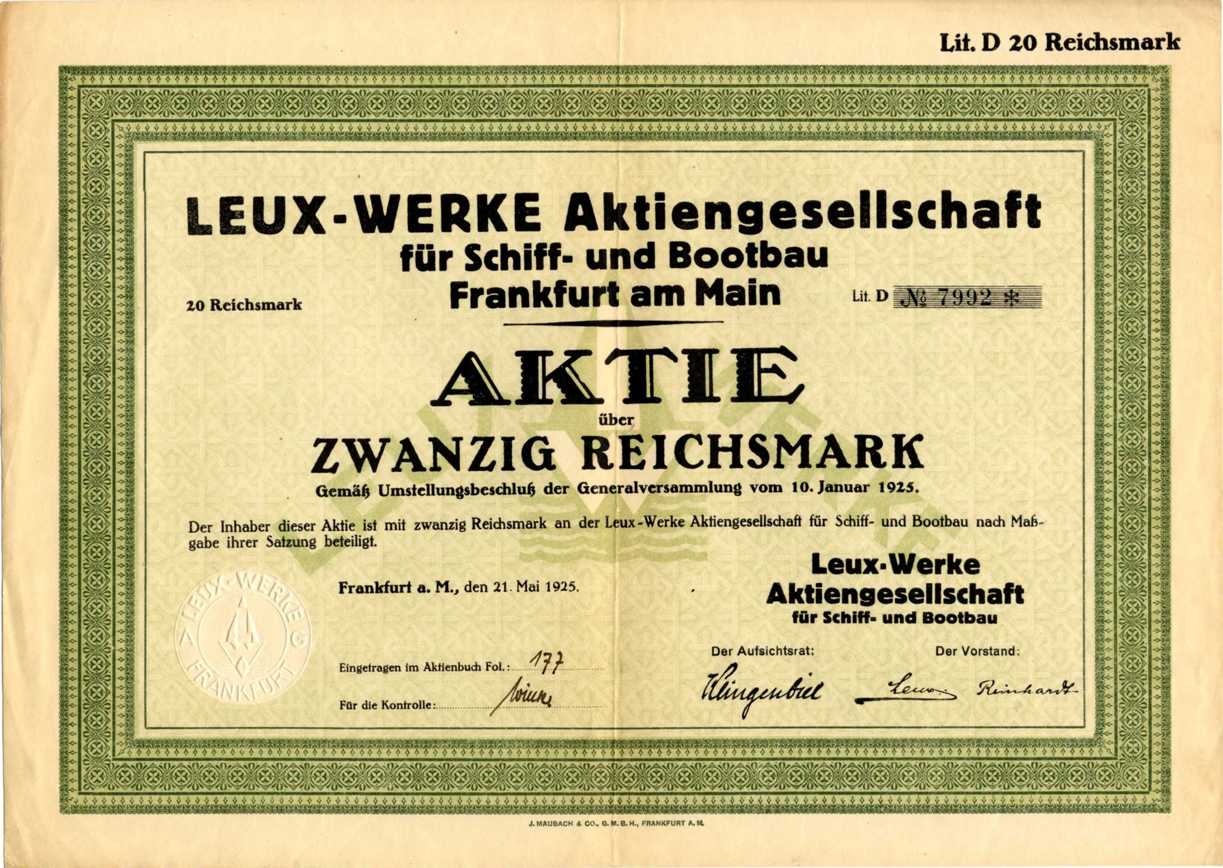 Lit. D 20 Reichsmark
LEUX-WERKE Aktiengesellschaft
für Schiff- und Bootbau
Frankfurt am Main
20 Reichsmark
Lit. D № 7992 *
AKTIE
über
ZWANZIG REICHSMARK
Gemäß Umstellungsbeschluß der Generalversammlung vom 10. Januar 1925.
Der Inhaber dieser Aktie ist mit zwanzig Reichsmark an der Leux-Werke Aktiengesellschaft für Schiff- und Bootbau nach Maß-
gabe ihrer Satzung beteiligt.
Frankfurt a. M., den 21. Mai 1925.
Leux-Werke
Aktiengesellschaft
für Schiff- und Bootbau
LEUX-WERKE
FRANKFURT
Eingetragen im Aktienbuch Fol.: 177
Für die Kontrolle:
Der Aufsichtsrat:
Der Vorstand:
Klingenbiel
Leux
Reinhardt
J. MAUBACH & CO., G. M. B. H., FRANKFURT A. M.